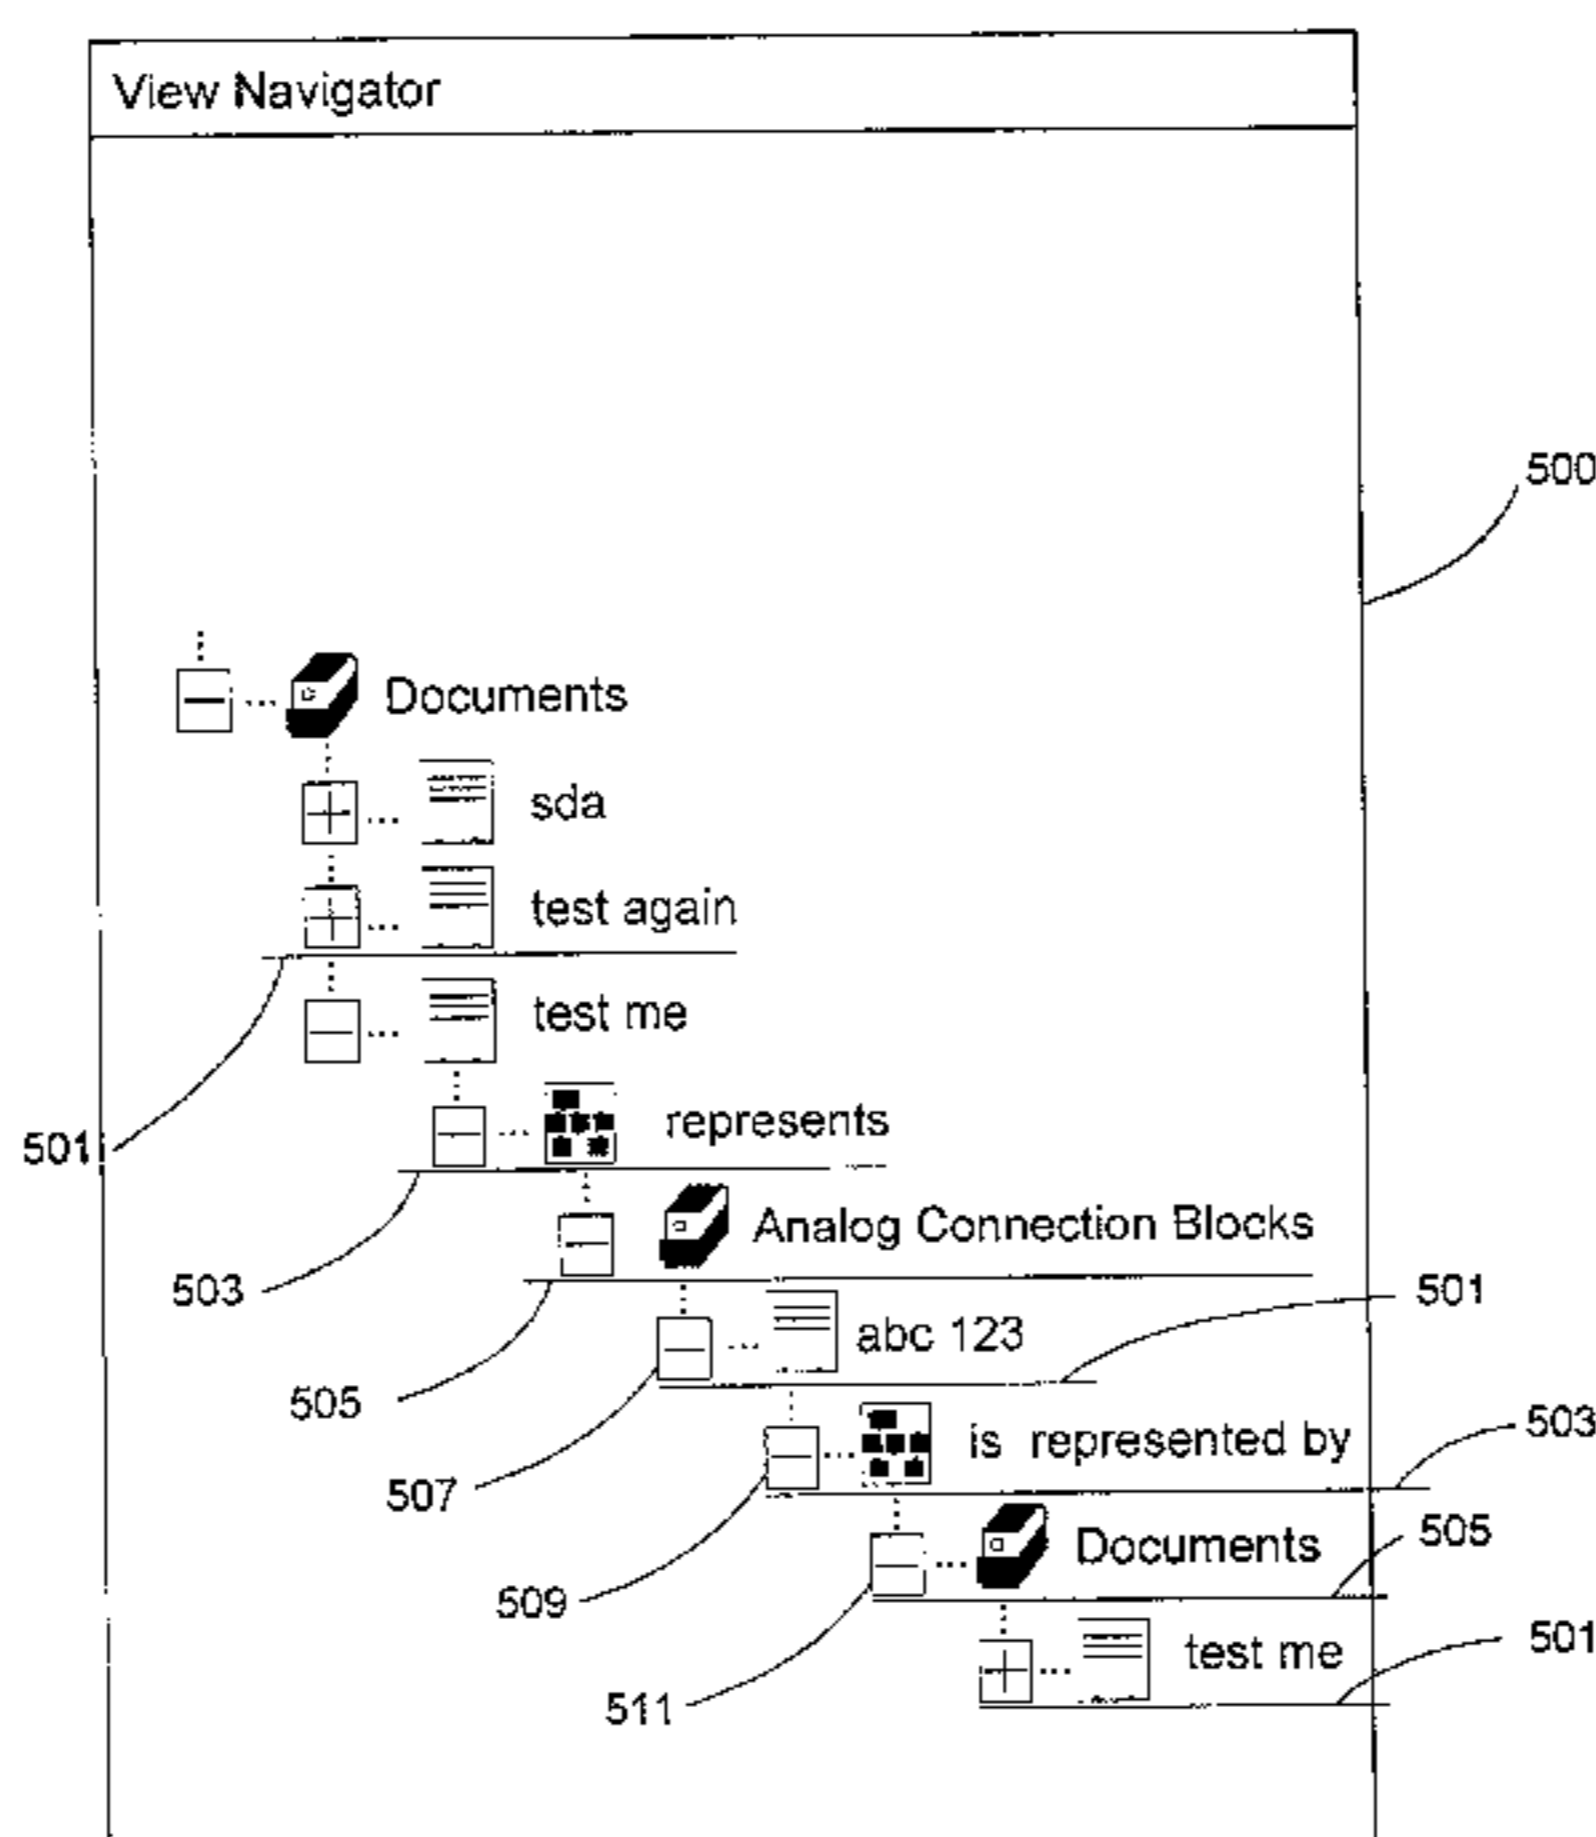 View Navigator
500
Documents
sda
test again
test me
501
represents
503
Analog Connection Blocks
501
505
abc 123
503
507
is represented by
505
Documents
509
501
test me
511